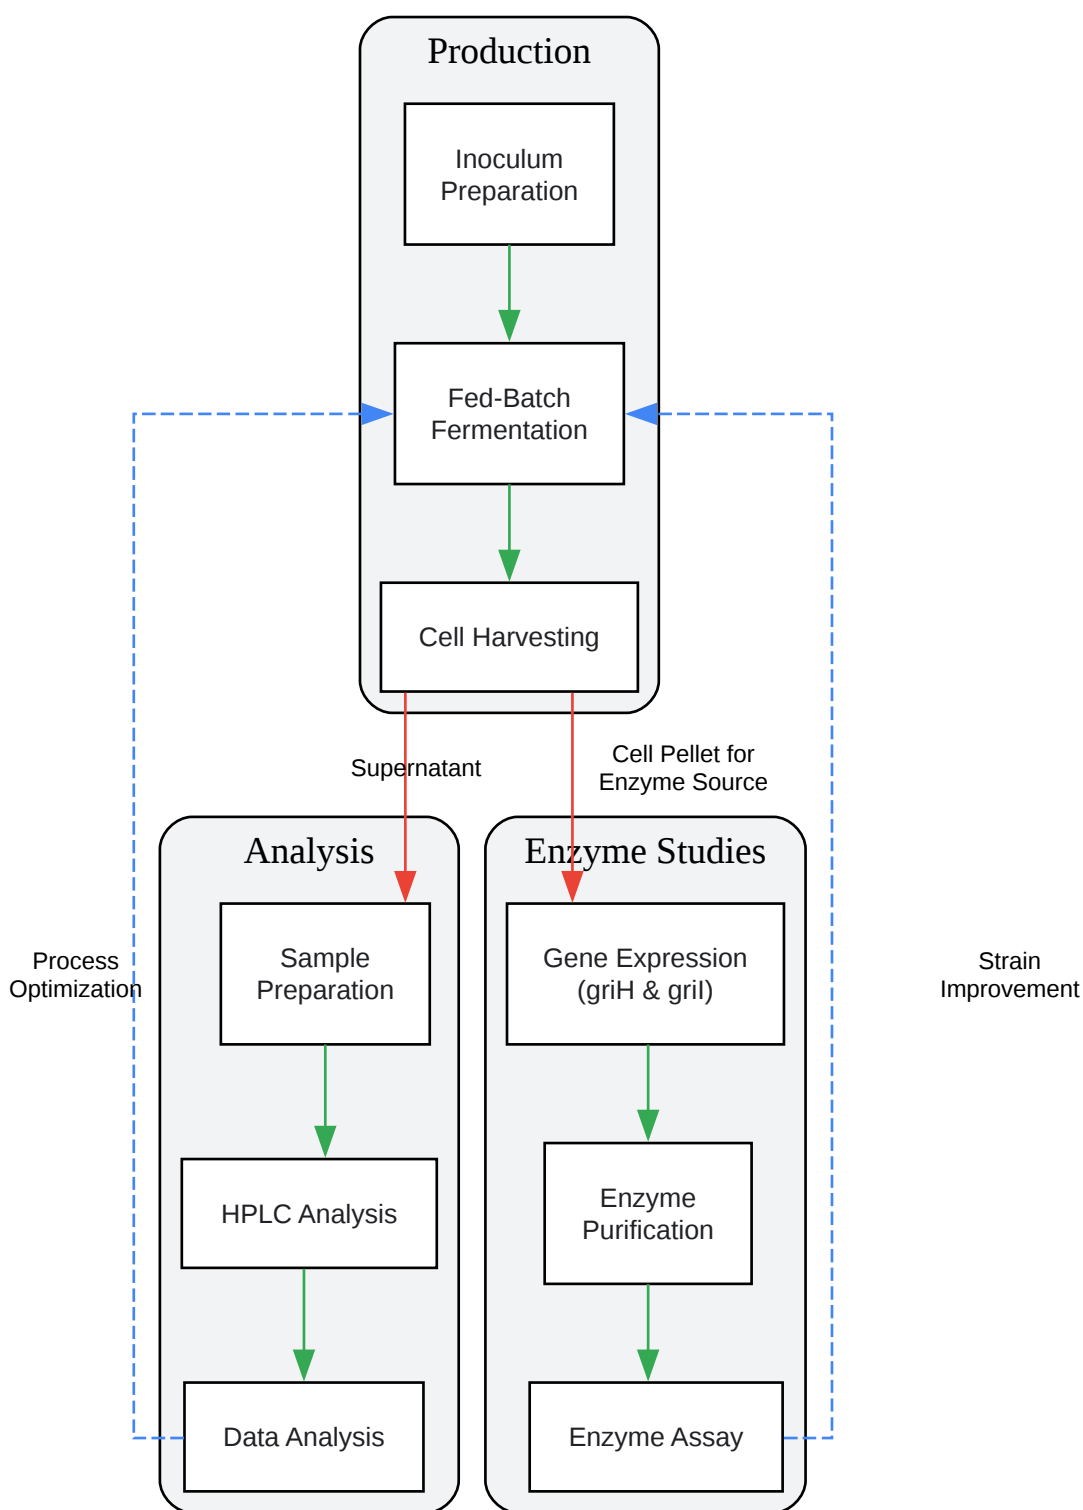 Production
Inoculum
Preparation
Fed-Batch
Fermentation
Cell Harvesting
Supernatant
Cell Pellet for
Enzyme Source
Analysis
Enzyme Studies
Sample
Preparation
Gene Expression
(griH & griI)
Process
Optimization
Strain
Improvement
HPLC Analysis
Enzyme
Purification
Data Analysis
Enzyme Assay